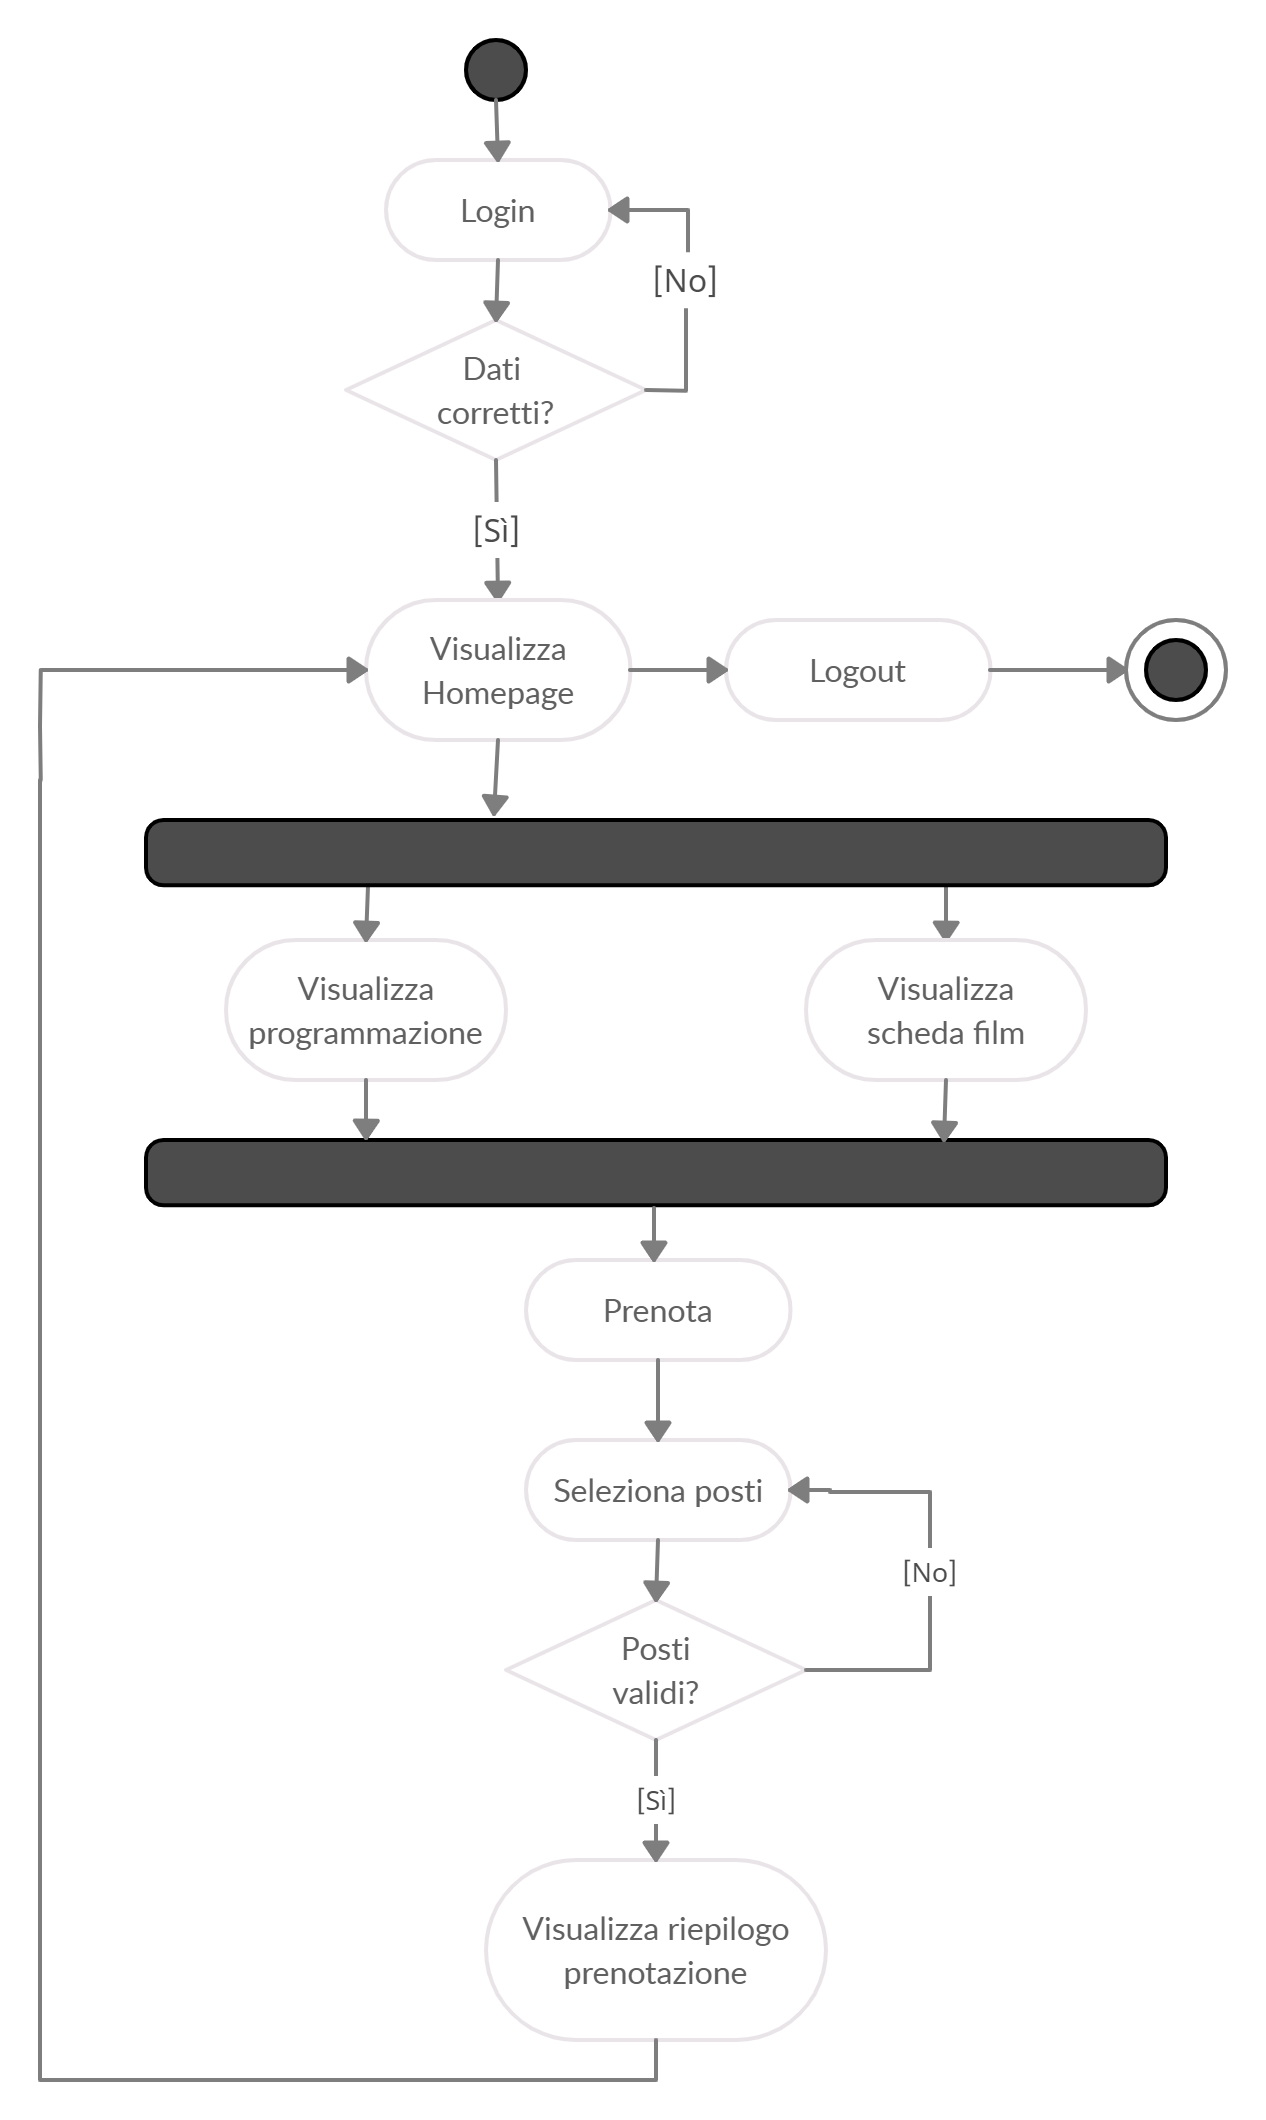 Login
[No]
Dati
corretti?
[Sì]
Visualizza
Homepage
Logout
Visualizza
programmazione
Visualizza
scheda film
Prenota
Seleziona posti
[No]
Posti
validi?
[Sì]
Visualizza riepilogo
prenotazione